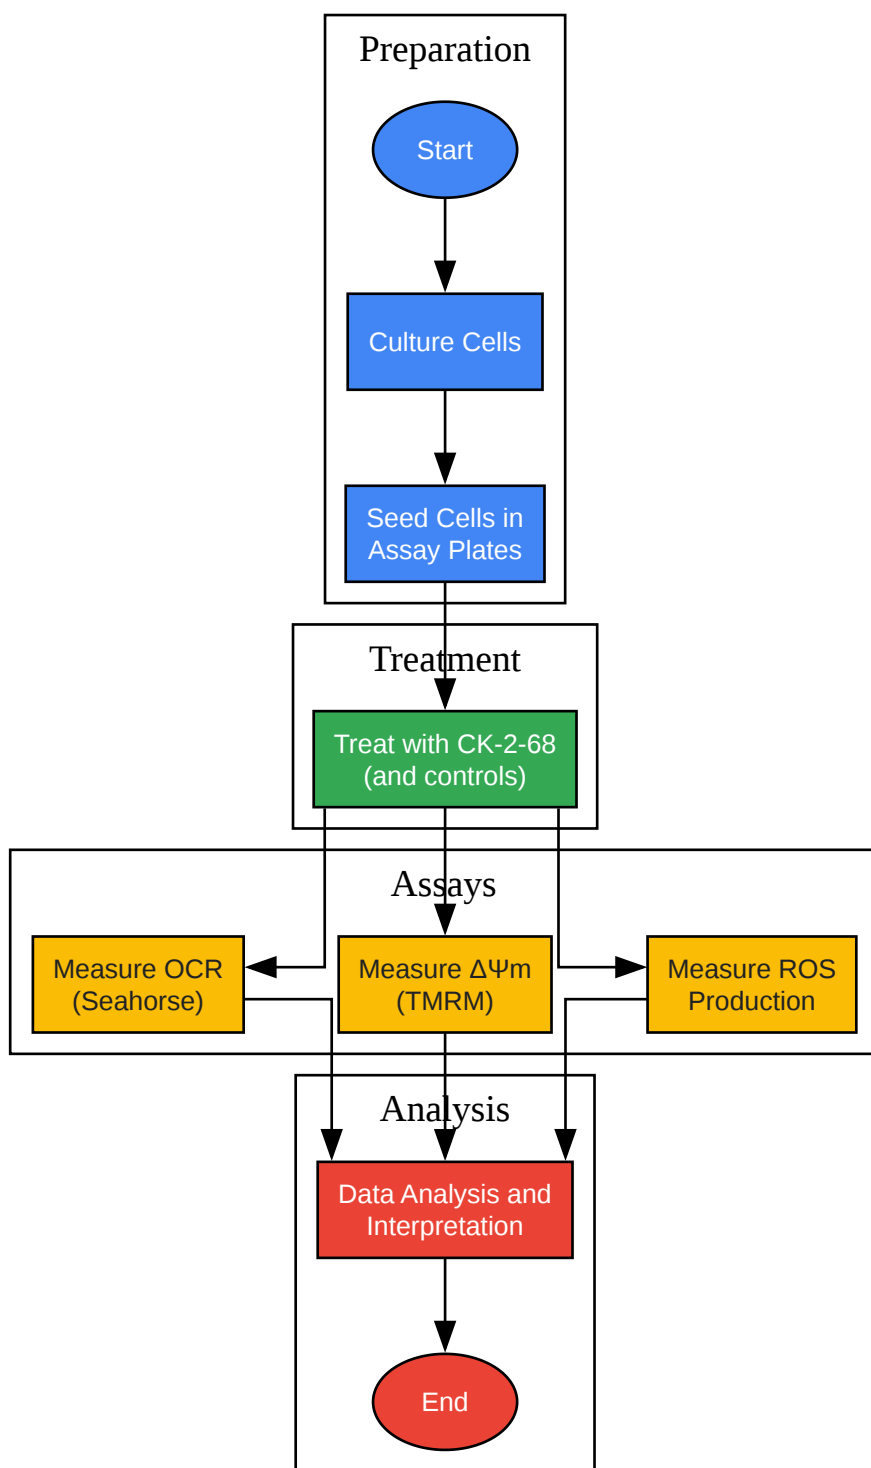 Preparation
Start
Culture Cells
Seed Cells in
Assay Plates
Treatment
Treat with CK-2-68
(and controls)
Assays
Measure OCR
(Seahorse)
Measure ΔΨm
(TMRM)
Measure ROS
Production
Analysis
Data Analysis and
Interpretation
End